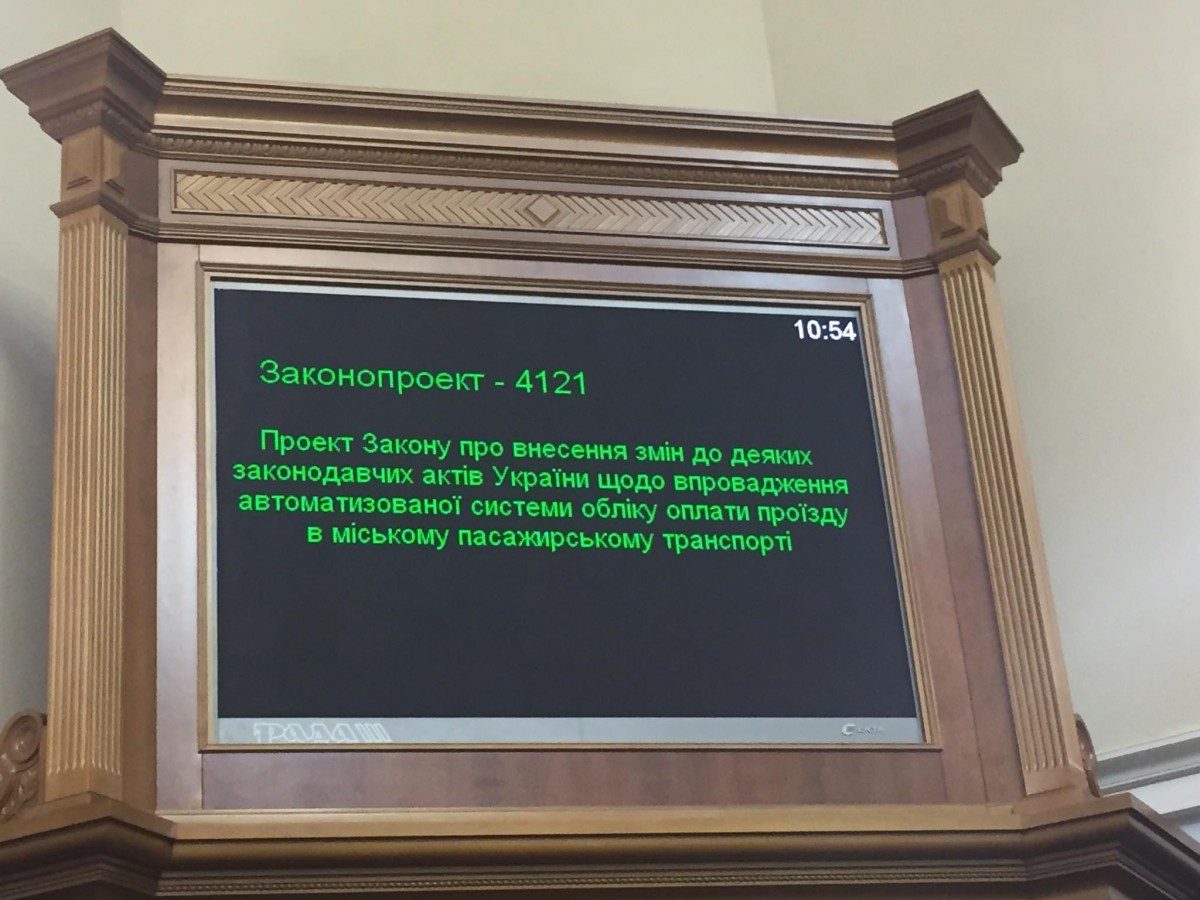 10:54
Законопроект - 4121
Проект Закону про внесення змін до деяких
законодавчих актів України щодо впровадження
автоматизованої системи обліку оплати проїзду
в міському пасажирському транспорті